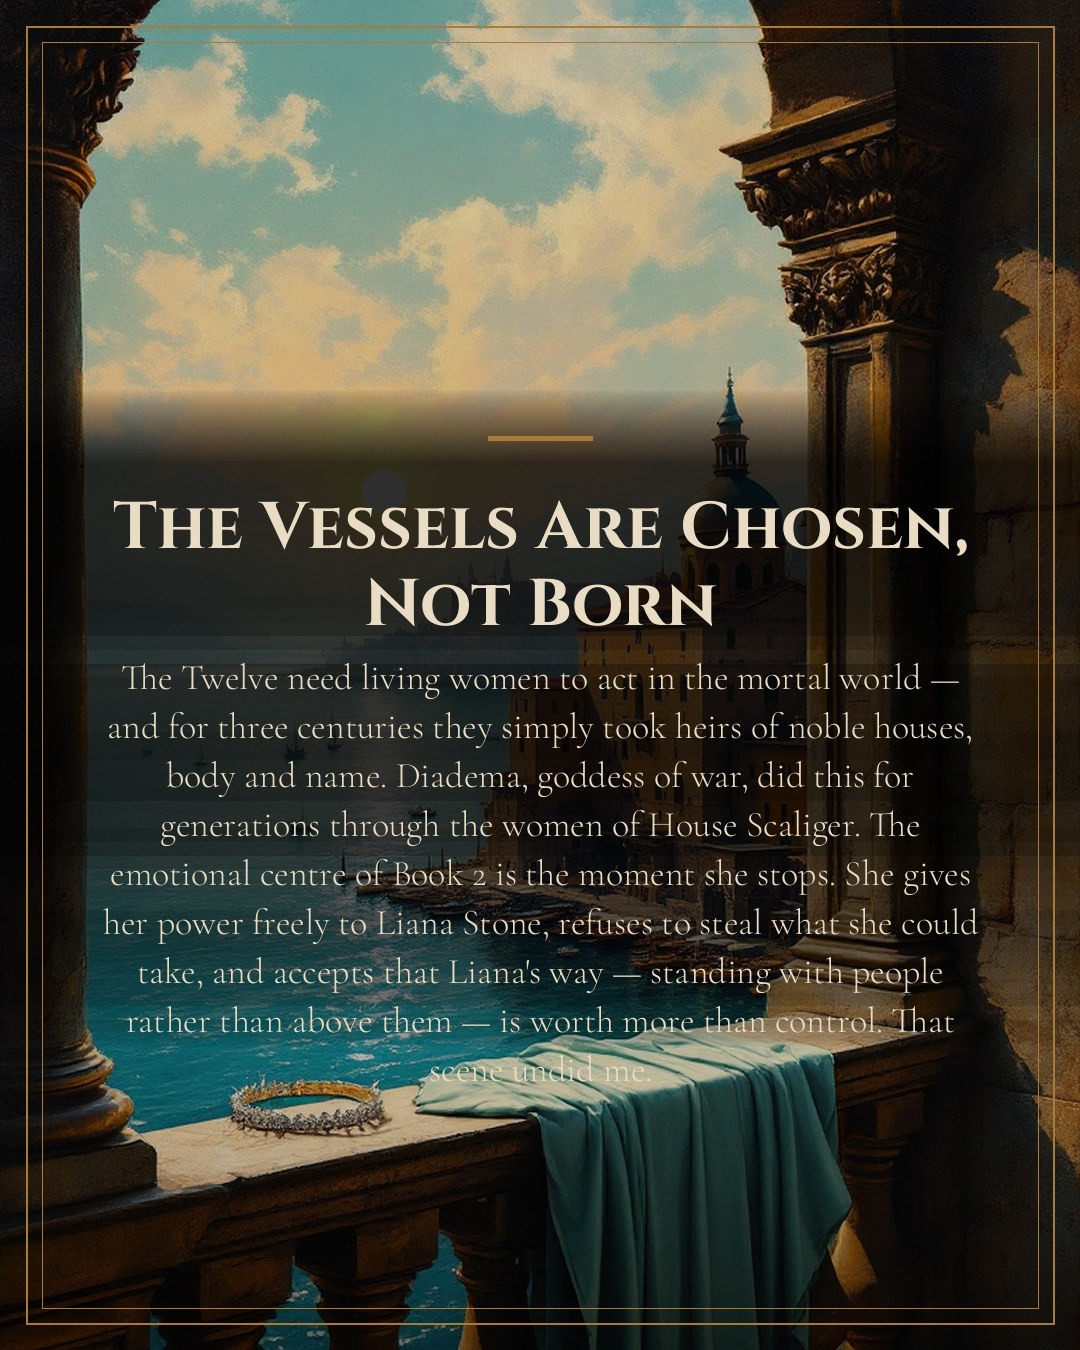 The Vessels Are Chosen,
Not Born
The Twelve need living women to act in the mortal world —
and for three centuries they simply took heirs of noble houses,
body and name. Diadema, goddess of war, did this for
generations through the women of House Scaliger. The
emotional centre of Book 2 is the moment she stops. She gives
her power freely to Liana Stone, refuses to steal what she could
take, and accepts that Liana's way — standing with people
rather than above them — is worth more than control. That
scene undid me.